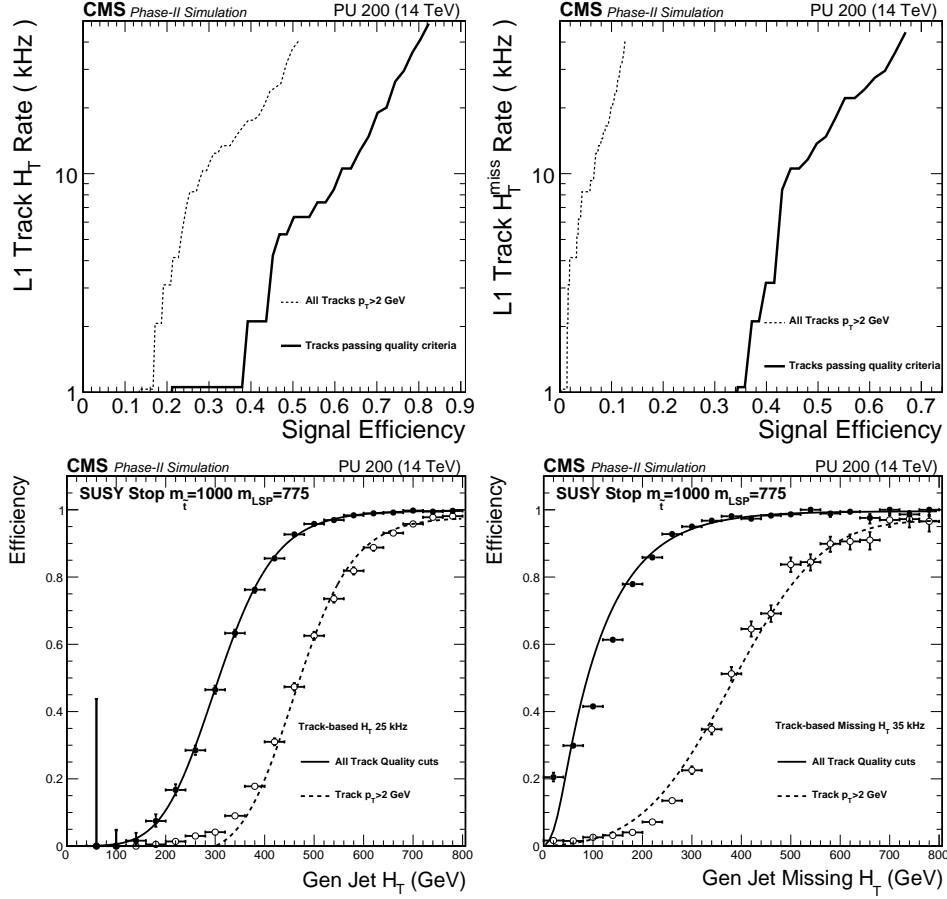 CMS Phase-II Simulation PU 200 (14 TeV)
L1 Track H_T Rate ( kHz)
10
1
All Tracks p_T>2 GeV
Tracks passing quality criteria
0 0.1 0.2 0.3 0.4 0.5 0.6 0.7 0.8 0.9
Signal Efficiency
CMS Phase-II Simulation PU 200 (14 TeV)
L1 Track H_T^miss Rate ( kHz)
10
1
All Tracks p_T>2 GeV
Tracks passing quality criteria
0 0.1 0.2 0.3 0.4 0.5 0.6 0.7
Signal Efficiency
CMS Phase-II Simulation PU 200 (14 TeV)
SUSY Stop m_t̃=1000 m_LSP=775
Efficiency
1
0.8
0.6
0.4
0.2
0
Track-based H_T 25 kHz
All Track Quality cuts
Track p_T>2 GeV
0 100 200 300 400 500 600 700 800
Gen Jet H_T (GeV)
CMS Phase-II Simulation PU 200 (14 TeV)
SUSY Stop m_t̃=1000 m_LSP=775
Efficiency
1
0.8
0.6
0.4
0.2
0
Track-based Missing H_T 35 kHz
All Track Quality cuts
Track p_T>2 GeV
0 100 200 300 400 500 600 700 800
Gen Jet Missing H_T (GeV)